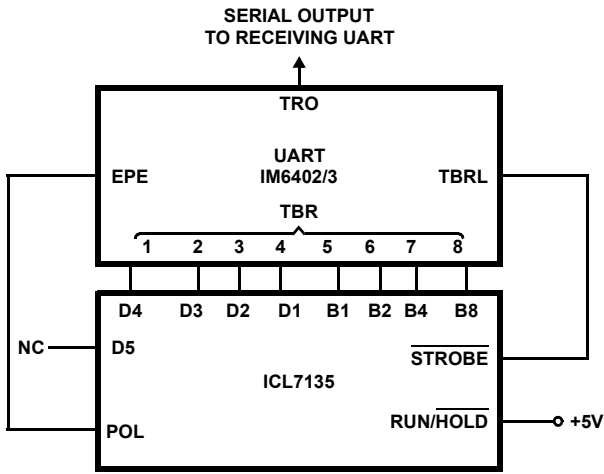 SERIAL OUTPUT
TO RECEIVING UART
TRO
UART
IM6402/3
EPE
TBRL
TBR
1 2 3 4 5 6 7 8
D4 D3 D2 D1 B1 B2 B4 B8
NC
D5
STROBE
ICL7135
RUN/HOLD
+5V
POL